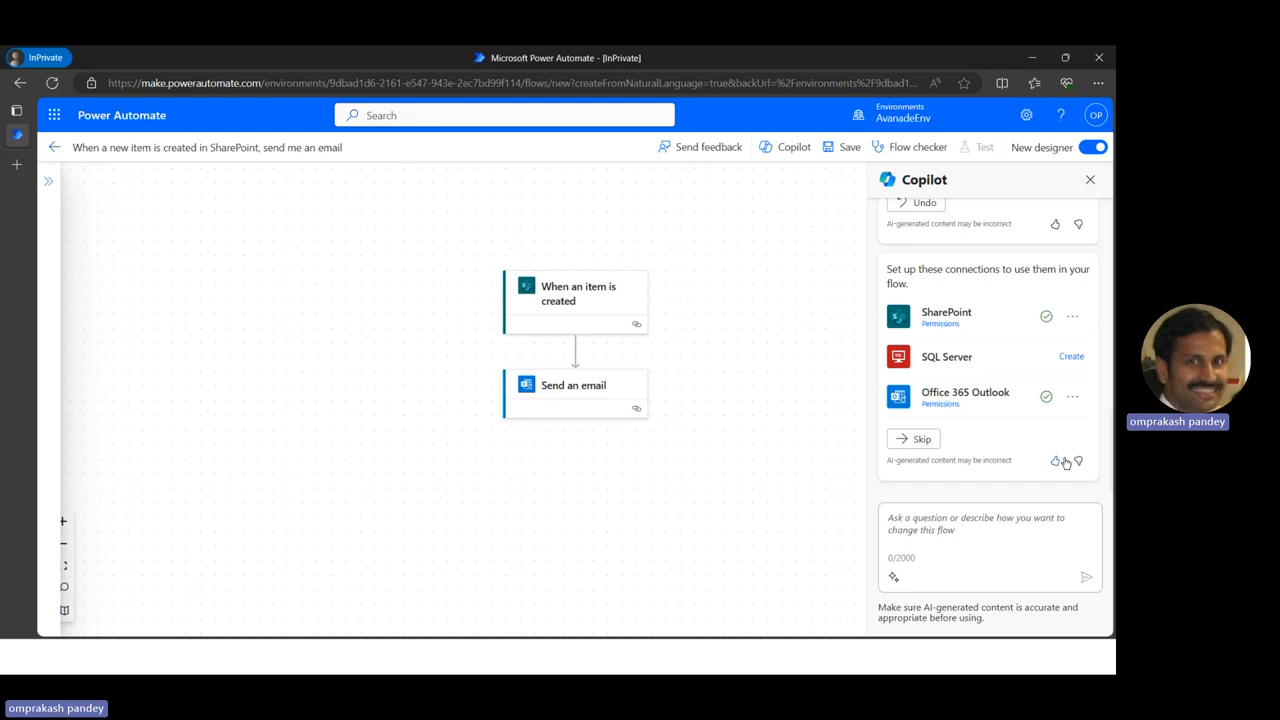 InPrivate
Microsoft Power Automate - [InPrivate]
https://make.powerautomate.com/environments/9dbad1d6-2161-e547-943e-2ec7bd99f114/flows/new?createFromNaturalLanguage=true&backUrl=%2Fenvironments%2F9dbad1...
Power Automate
Search
Environments
AvanadeEnv
OP
When a new item is created in SharePoint, send me an email
Send feedback
Copilot
Save
Flow checker
Test
New designer
Copilot
Undo
AI-generated content may be incorrect
Set up these connections to use them in your
flow.
SharePoint
Permissions
SQL Server
Create
Office 365 Outlook
Permissions
Skip
AI-generated content may be incorrect
Ask a question or describe how you want to
change this flow
0/2000
Make sure AI-generated content is accurate and
appropriate before using.
When an item is
created
Send an email
omprakash pandey
omprakash pandey